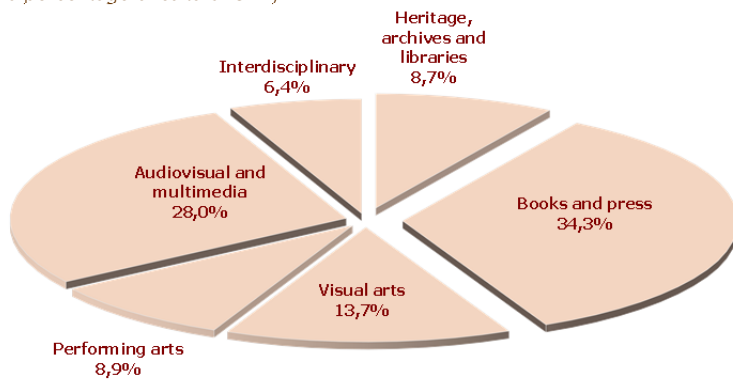 Heritage,
archives and
libraries
8,7%
Interdisciplinary
6,4%
Audiovisual and
multimedia
28,0%
Books and press
34,3%
Visual arts
13,7%
Performing arts
8,9%